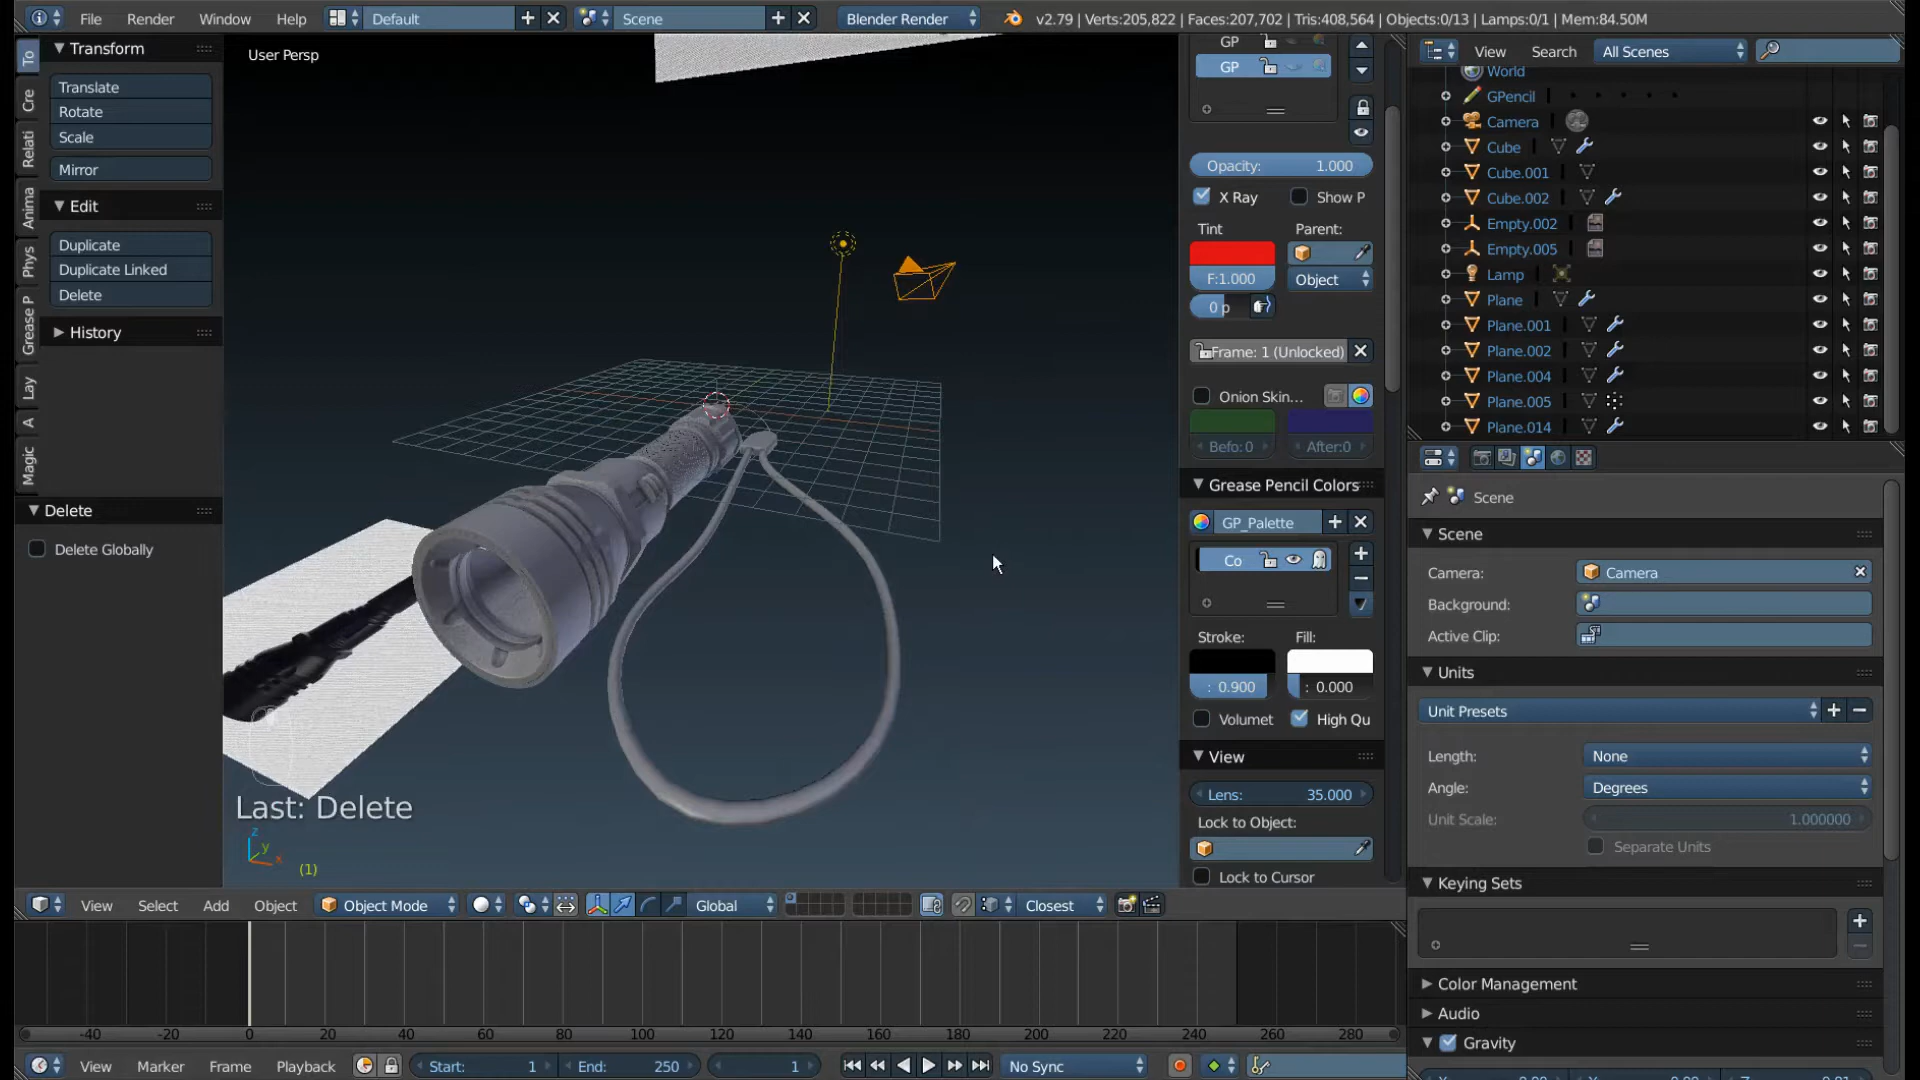 File Render Window Help Default Scene Blender Render v2.79 | Verts:205,822 | Faces:207,702 | Tris:408,564 | Objects:0/13 | Lamps:0/1 | Mem:84.50M
To
Cre
Relati
Anima
Phys
Grease P
Lay
A
Magic
Transform
Translate
Rotate
Scale
Mirror
Edit
Duplicate
Duplicate Linked
Delete
History
Delete
Delete Globally
User Persp
Last: Delete
z
y
x
(1)
GP
GP
Opacity: 1.000
X Ray Show P
Tint Parent:
F:1.000 Object
0 p
Frame: 1 (Unlocked)
Onion Skin...
Befo:0 After:0
Grease Pencil Colors
GP_Palette
Co
Stroke: Fill:
: 0.900 : 0.000
Volumet High Qu
View
Lens: 35.000
Lock to Object:
Lock to Cursor
View Search All Scenes
World
GPencil
Camera
Cube
Cube.001
Cube.002
Empty.002
Empty.005
Lamp
Plane
Plane.001
Plane.002
Plane.004
Plane.005
Plane.014
Scene
Scene
Camera: Camera
Background:
Active Clip:
Units
Unit Presets
Length: None
Angle: Degrees
Unit Scale: 1.000000
Separate Units
Keying Sets
Color Management
Audio
Gravity
View Select Add Object Object Mode Global Closest
-40 -20 0 20 40 60 80 100 120 140 160 180 200 220 240 260 280
View Marker Frame Playback Start: 1 End: 250 1 No Sync